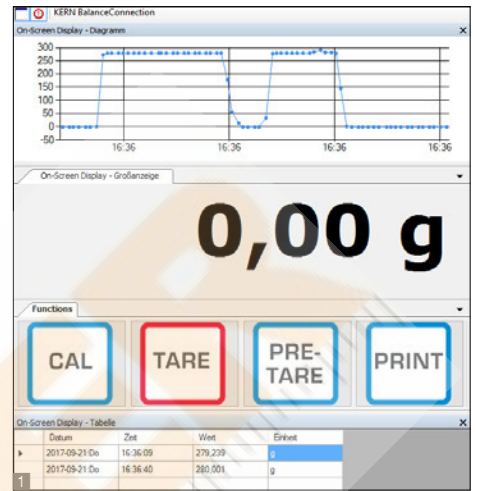 KERN BalanceConnection
On-Screen Display - Diagramm
X
300
250
200
150
100
50
0
-50
16:36 16:36 16:36 16:36
On-Screen Display - Großanzeige
0,00 g
Functions
CAL
TARE
PRE-
TARE
PRINT
On-Screen Display - Tabelle
X
Datum Zeit Wert Einheit
2017-09-21:Do 16:36:09 279,239 g
2017-09-21:Do 16:36:40 280,001 g
1